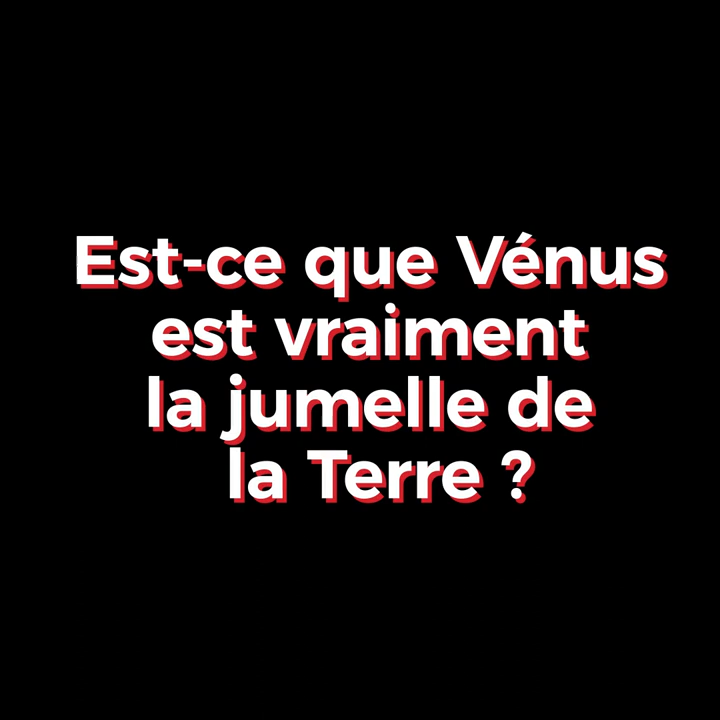 Est-ce que Vénus
est vraiment
la jumelle de
la Terre ?